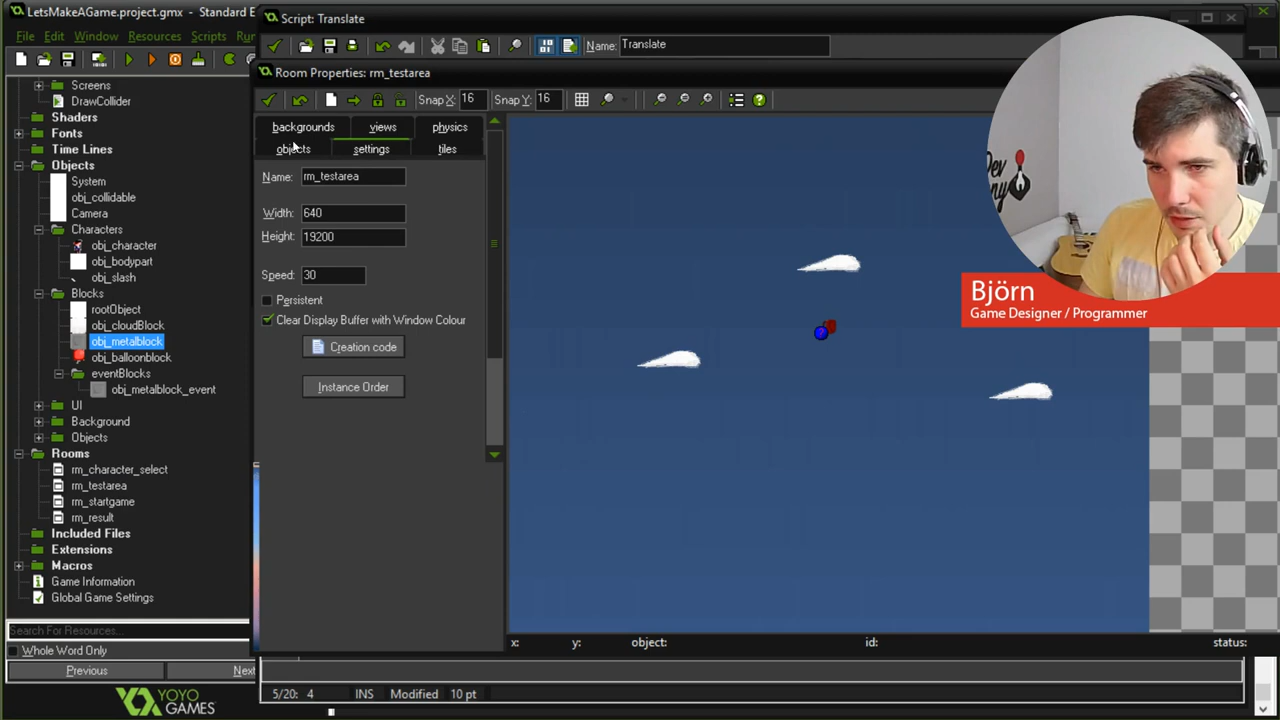 LetsMakeAGame.project.gmx - Standard E
File Edit Window Resources Scripts Ru
Screens
DrawCollider
Shaders
Fonts
Time Lines
Objects
System
obj_collidable
Camera
Characters
obj_character
obj_bodypart
obj_slash
Blocks
rootObject
obj_cloudBlock
obj_metalblock
obj_balloonblock
eventBlocks
obj_metalblock_event
UI
Background
Objects
Rooms
rm_character_select
rm_testarea
rm_startgame
rm_result
Included Files
Extensions
Macros
Game Information
Global Game Settings
Search For Resources...
Whole Word Only
Previous Next
YOYO
GAMES™
Script: Translate
Name: Translate
Room Properties: rm_testarea
Snap X: 16 Snap Y: 16
backgrounds views physics
objects settings tiles
Name: rm_testarea
Width: 640
Height: 19200
Speed: 30
Persistent
Clear Display Buffer with Window Colour
Creation code
Instance Order
x: y: object: id: status:
5/20: 4 INS Modified 10 pt
Björn
Game Designer / Programmer